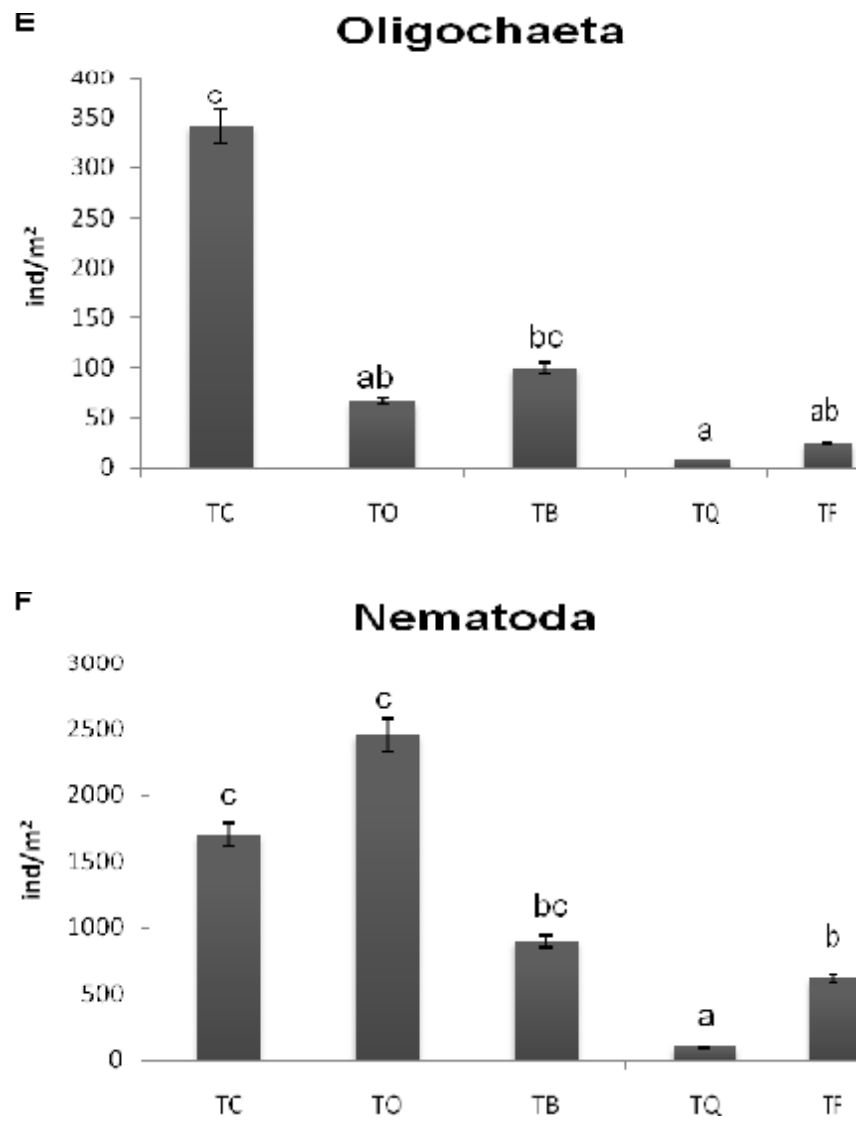 E
Oligochaeta
400
350
300
250
200
150
100
50
0
ind/m²
c
ab
bc
a
ab
TC TO TB TQ TF
F
Nematoda
3000
2500
2000
1500
1000
500
0
ind/m²
c
c
bc
a
b
TC TO TB TQ TF